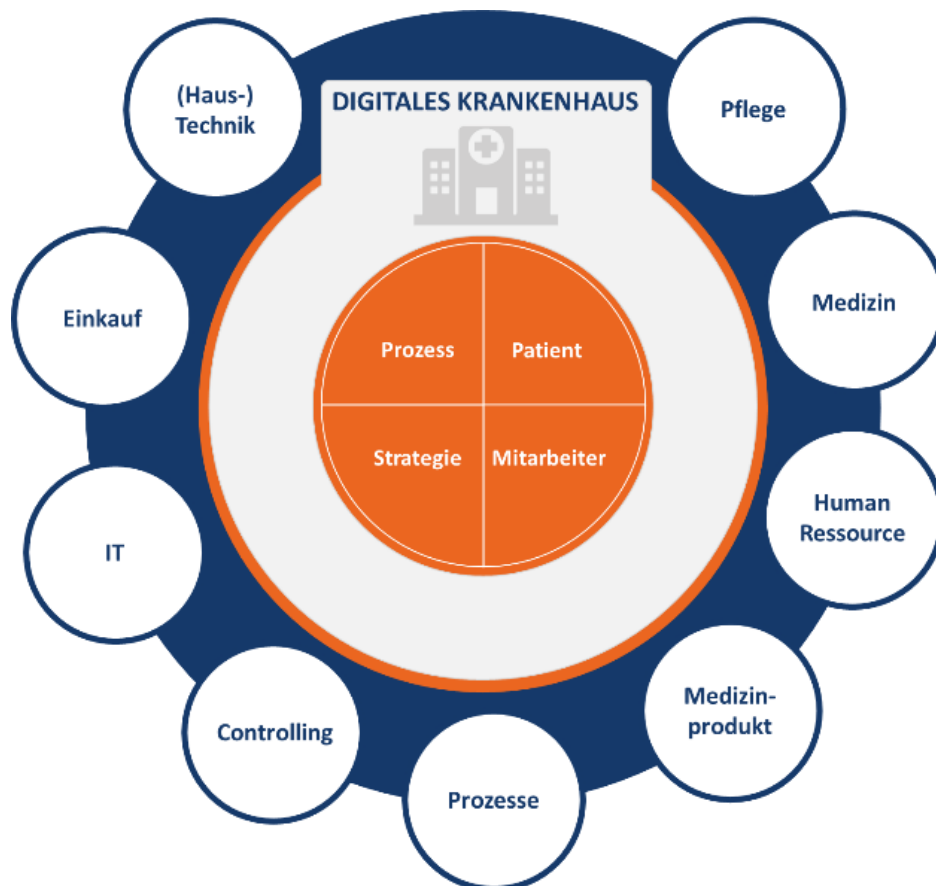 DIGITALES KRANKENHAUS
(Haus-)
Technik
Pflege
Einkauf
Medizin
Prozess
Patient
Strategie
Mitarbeiter
IT
Human
Ressource
Controlling
Medizin-
produkt
Prozesse